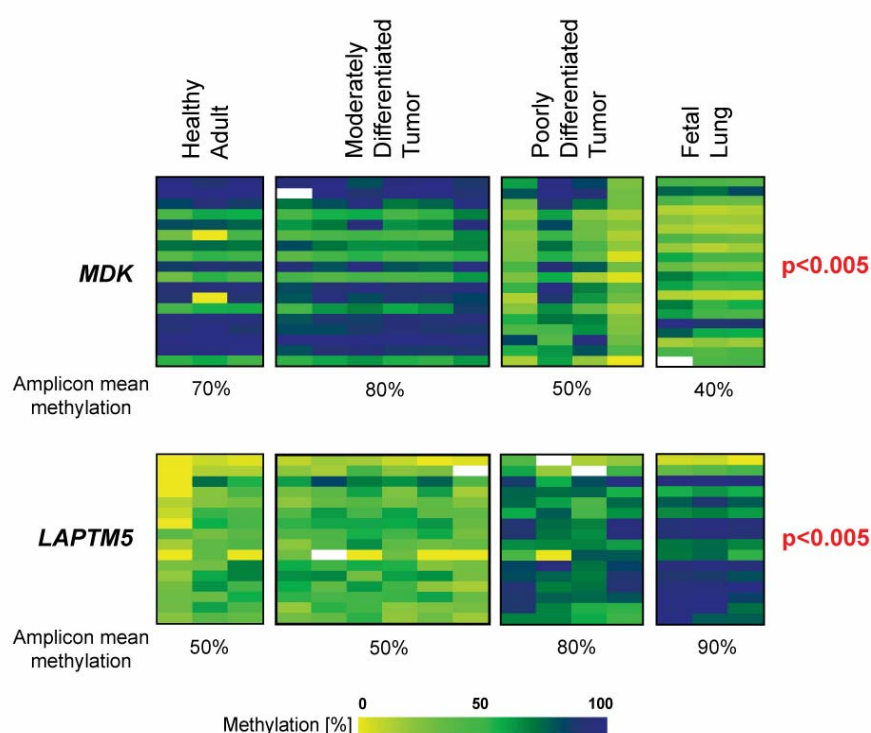 Healthy
Adult
Moderately
Differentiated
Tumor
Poorly
Differentiated
Tumor
Fetal
Lung
MDK
p<0.005
Amplicon mean
methylation
70%
80%
50%
40%
LAPTM5
p<0.005
Amplicon mean
methylation
50%
50%
80%
90%
0
50
100
Methylation [%]